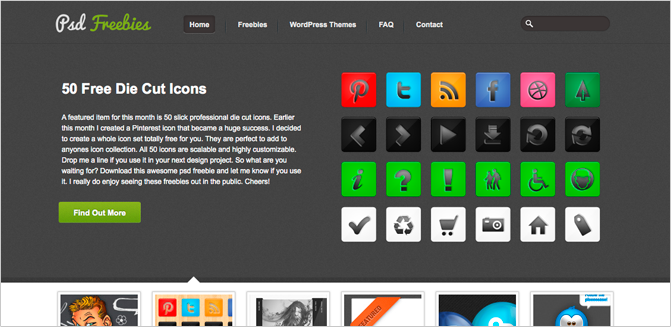 Psd Freebies
Home
Freebies
WordPress Themes
FAQ
Contact
50 Free Die Cut Icons
A featured item for this month is 50 slick professional die cut icons. Earlier
this month I created a Pinterest icon that became a huge success. I decided
to create a whole icon set totally free for you. They are perfect to add to
anyones icon collection. All 50 icons are scalable and highly customizable.
Drop me a line if you use it in your next design project. So what are you
waiting for? Download this awesome psd freebie and let me know if you use
it. I really do enjoy seeing these freebies out in the public. Cheers!
Find Out More
FEATURED